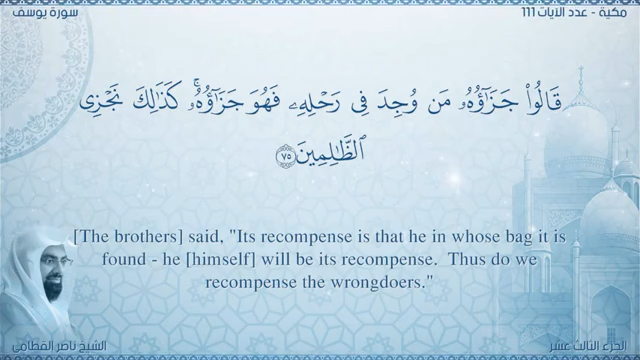 مكية - عدد الآيات 111
سورة يوسف
قَالُوا۟ جَزَٰٓؤُهُۥ مَن وُجِدَ فِى رَحْلِهِۦ فَهُوَ جَزَٰٓؤُهُۥ ۚ كَذَٰلِكَ نَجْزِى
ٱلظَّٰلِمِينَ ٧٥
[The brothers] said, "Its recompense is that he in whose bag it is
found - he [himself] will be its recompense.  Thus do we
recompense the wrongdoers."
الجزء الثالث عشر
الشيخ ناصر القطامي